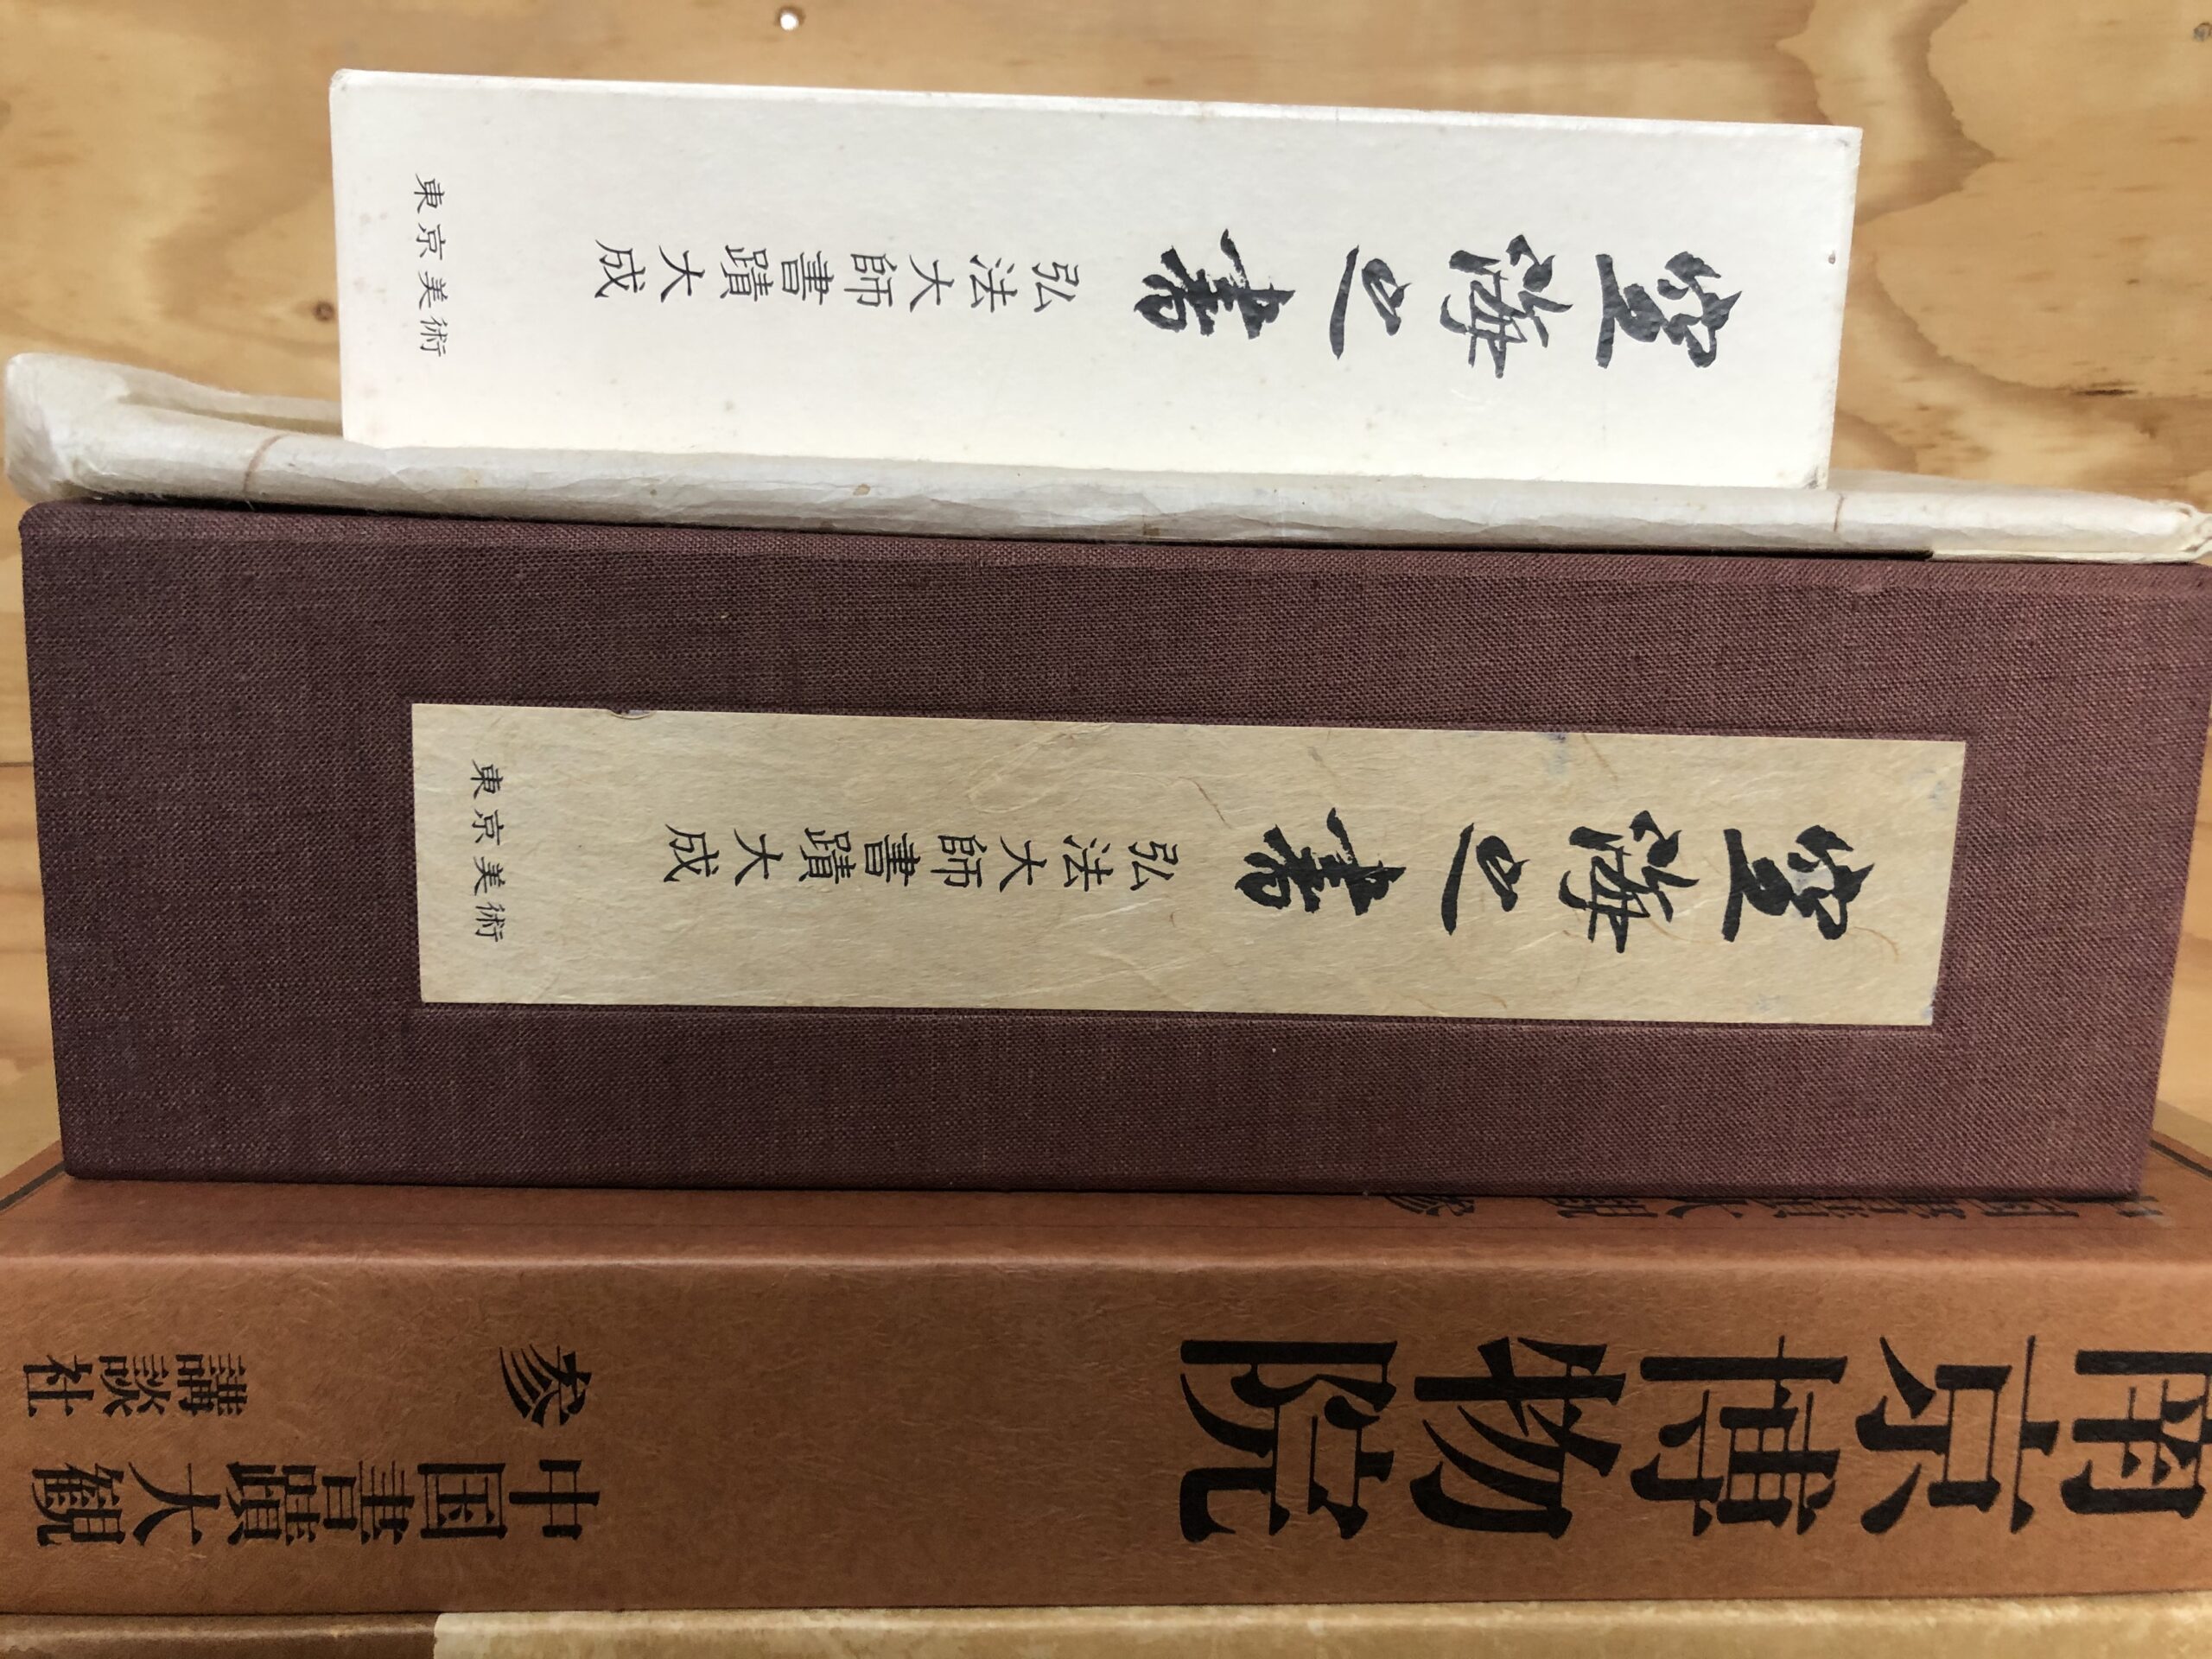 空海之書
弘法大師書蹟大成
東京美術
空海之書
弘法大師書蹟大成
東京美術
南京博物院
参
講談社
中国書蹟大観